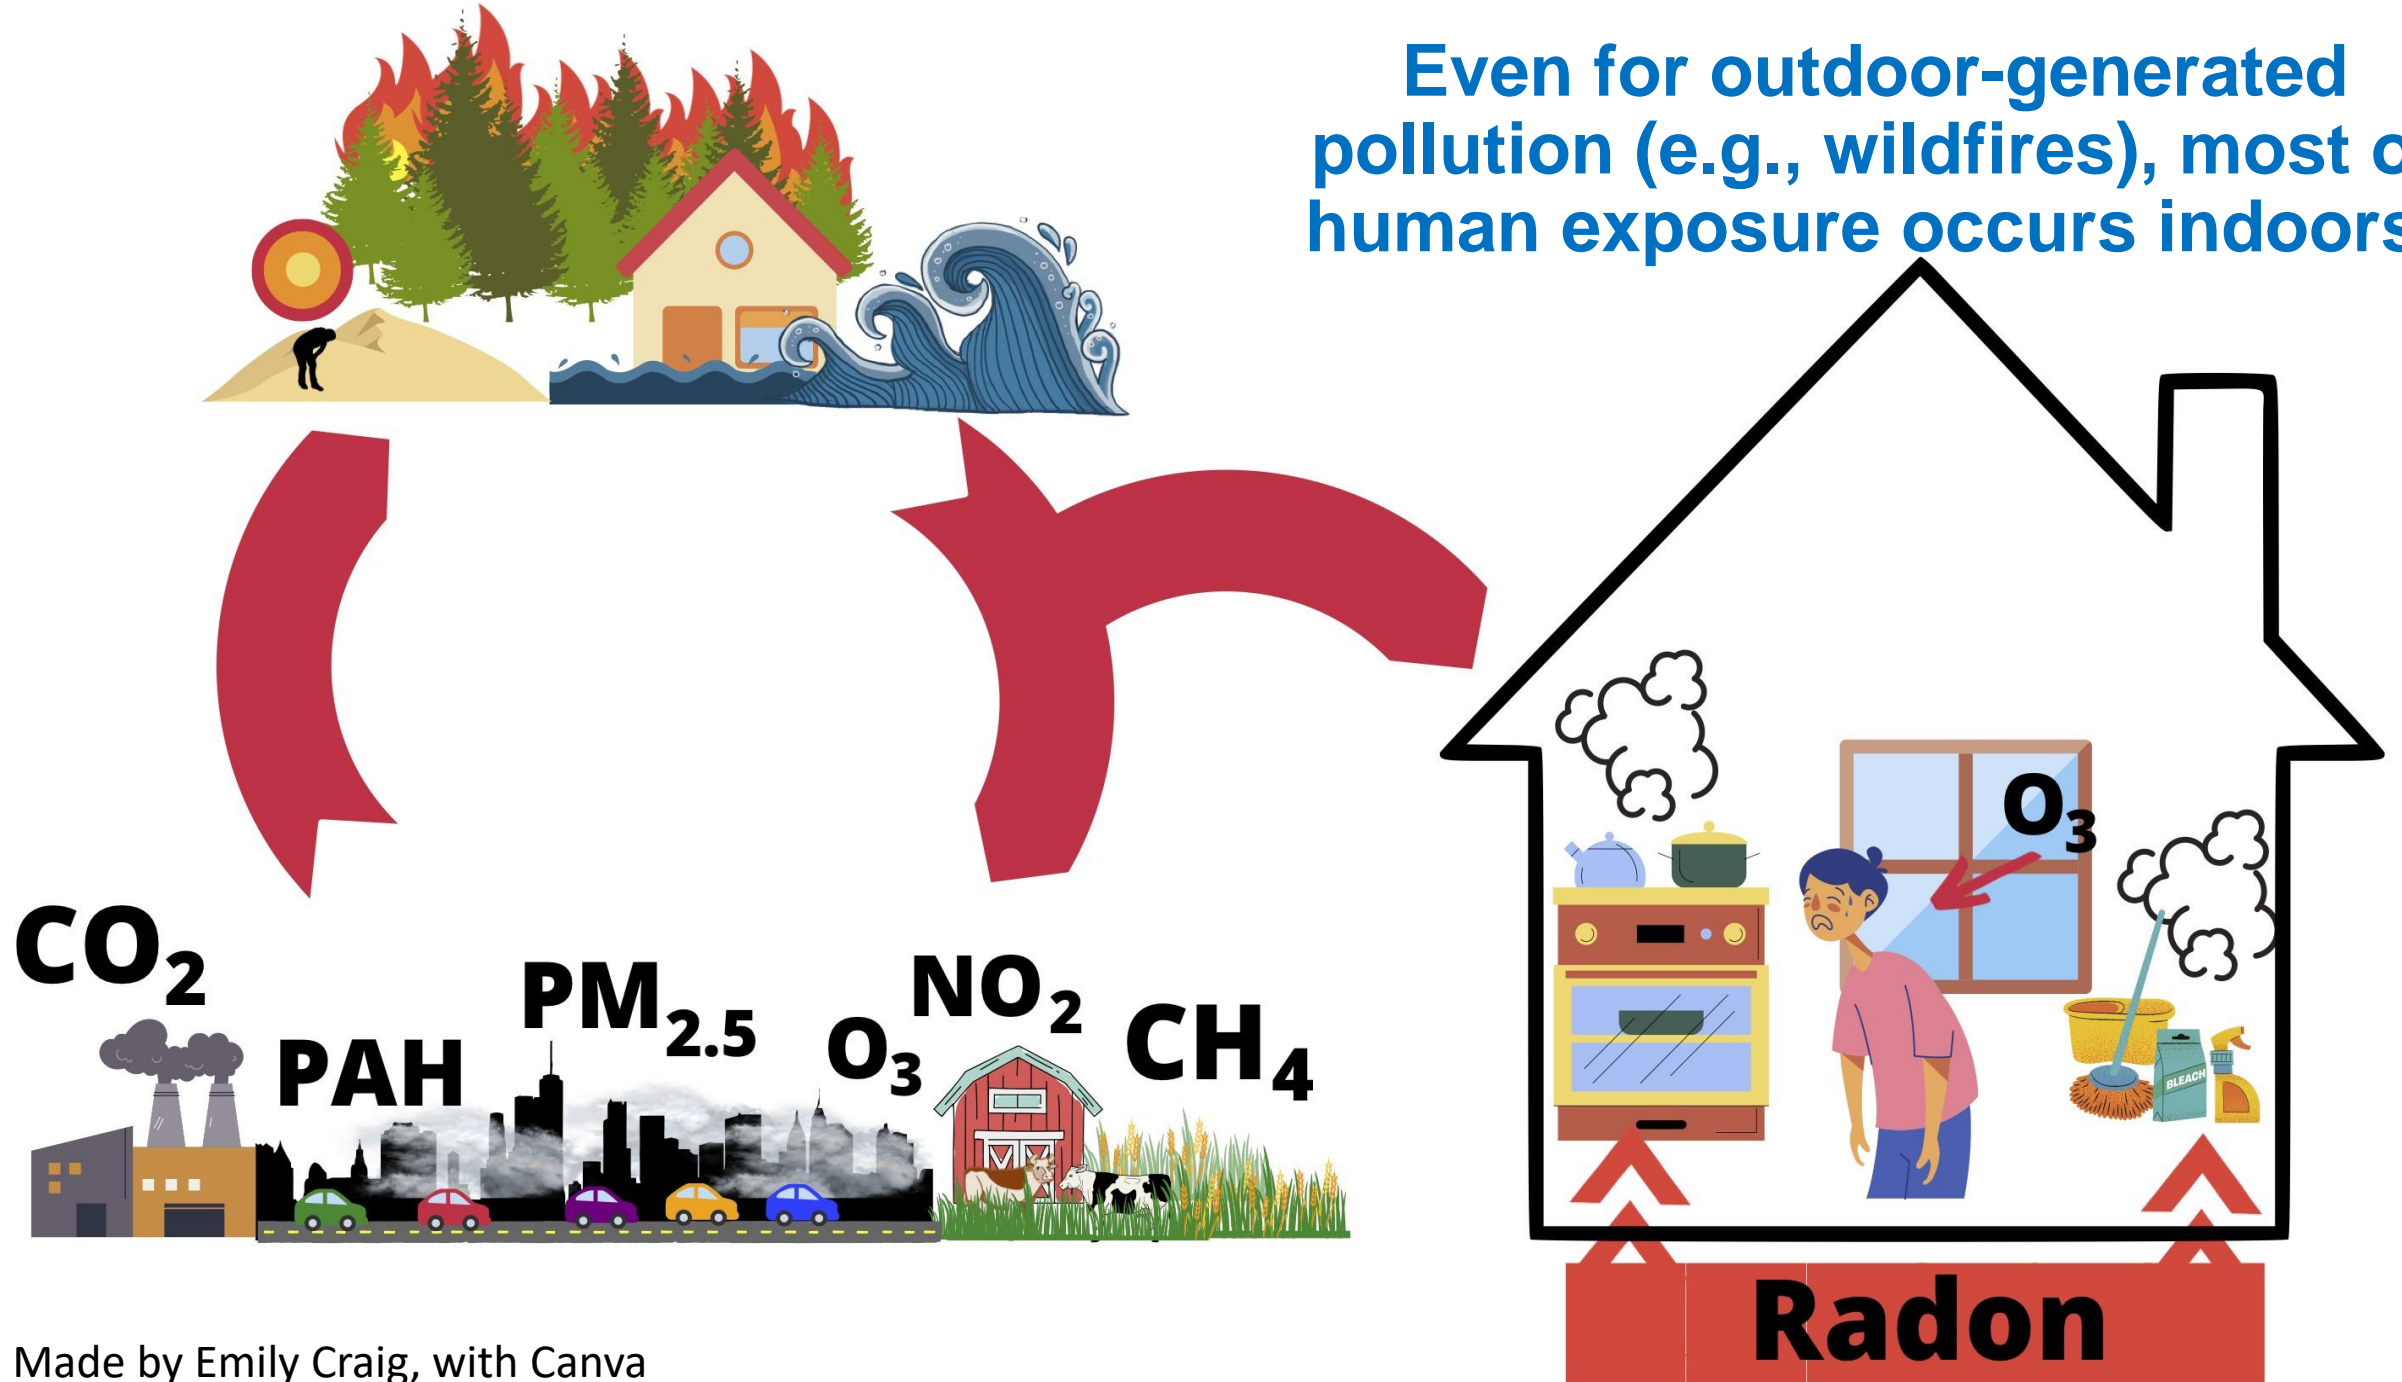 Even for outdoor-generated
pollution (e.g., wildfires), most o
human exposure occurs indoors
O₃
CO₂
PAH
PM₂.₅
O₃
NO₂
CH₄
BLEACH
Radon
Made by Emily Craig, with Canva